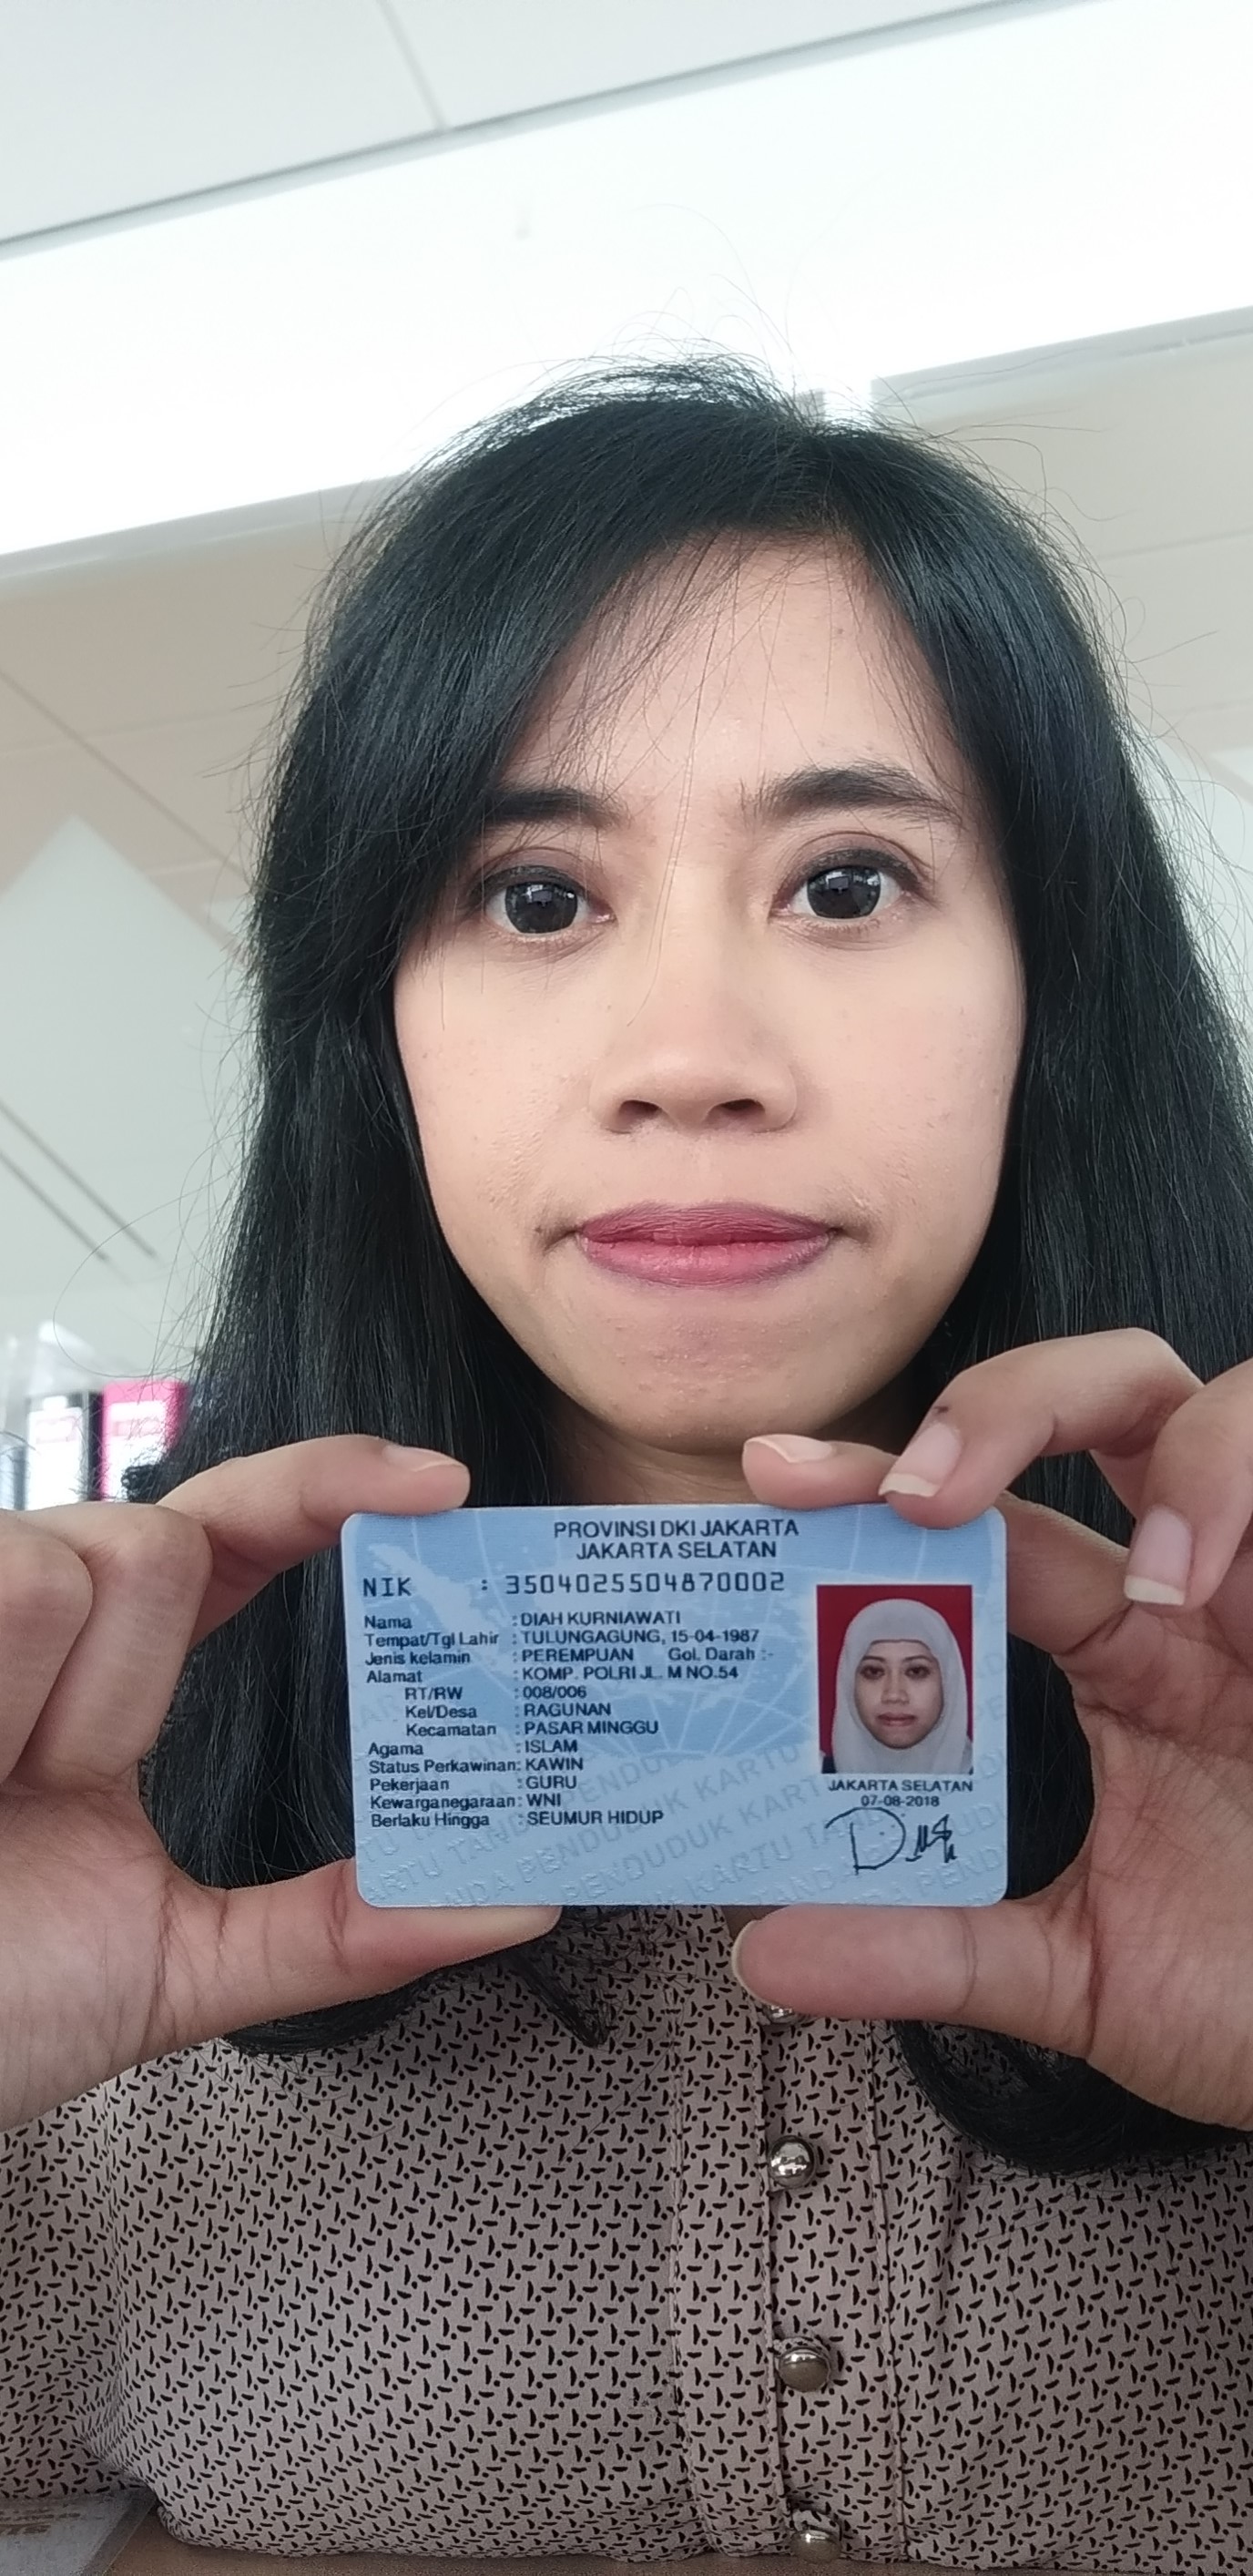 PROVINSI DKI JAKARTA
JAKARTA SELATAN
NIK : 3504025504870002
Nama : DIAH KURNIAWATI
Tempat/Tgl Lahir : TULUNGAGUNG, 15-04-1987
Jenis kelamin : PEREMPUAN Gol. Darah :-
Alamat : KOMP. POLRI JL. M NO.54
RT/RW : 008/006
Kel/Desa : RAGUNAN
Kecamatan : PASAR MINGGU
Agama : ISLAM
Status Perkawinan: KAWIN
Pekerjaan : GURU
Kewarganegaraan: WNI
Berlaku Hingga : SEUMUR HIDUP
JAKARTA SELATAN
07-08-2018